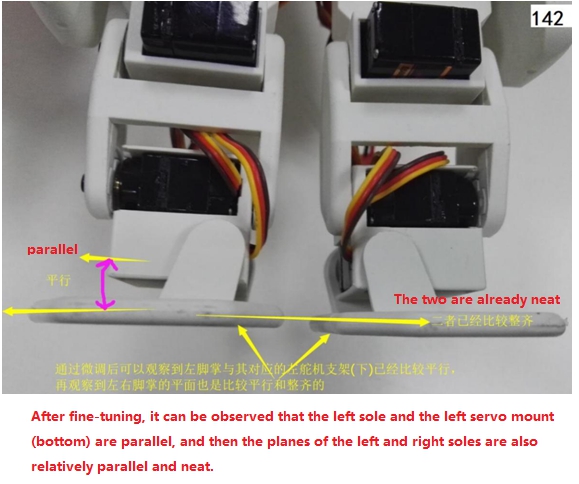 142
parallel
平行
The two are already neat
二者已经比较整齐
通过微调后可以观察到左脚掌与其对应的左舵机支架(下)已经比较平行，
再观察到左右脚掌的平面也是比较平行和整齐的
After fine-tuning, it can be observed that the left sole and the left servo mount
(bottom) are parallel, and then the planes of the left and right soles are also
relatively parallel and neat.